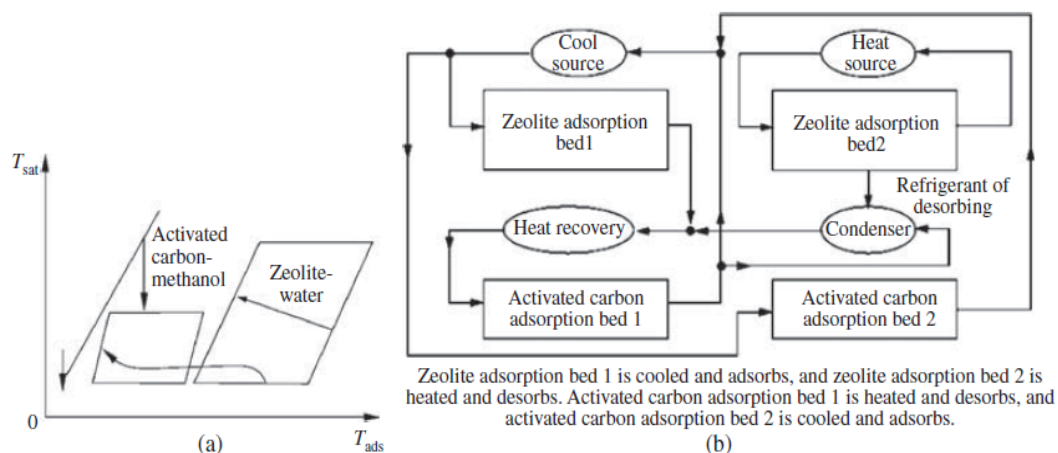 T_sat
Activated
carbon-
methanol
Zeolite-
water
0
T_ads
(a)
Cool
source
Heat
source
Zeolite adsorption
bed1
Zeolite adsorption
bed2
Refrigerant of
desorbing
Heat recovery
Condenser
Activated carbon
adsorption bed 1
Activated carbon
adsorption bed 2
Zeolite adsorption bed 1 is cooled and adsorbs, and zeolite adsorption bed 2 is
heated and desorbs. Activated carbon adsorption bed 1 is heated and desorbs, and
activated carbon adsorption bed 2 is cooled and adsorbs.
(b)